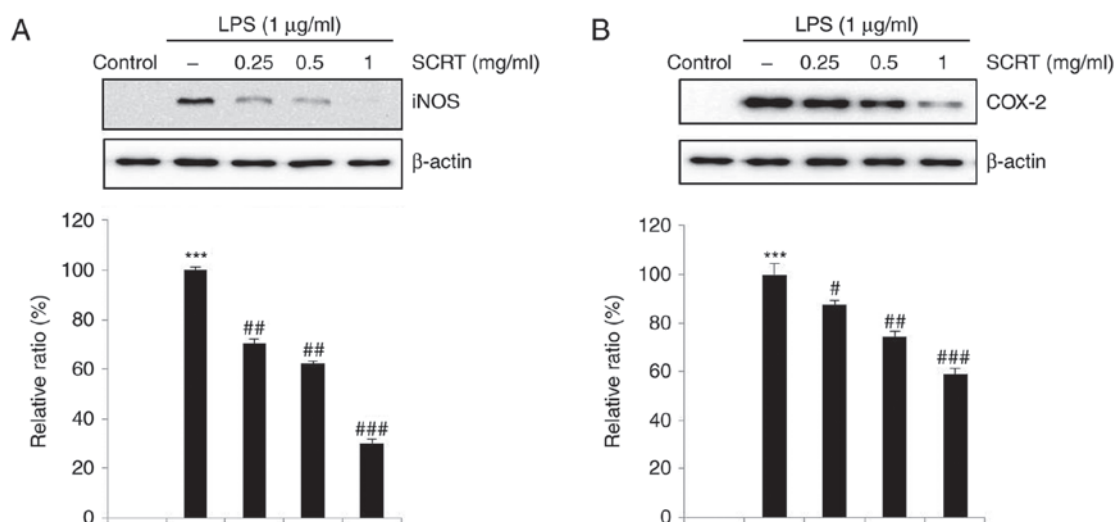 A
LPS (1 µg/ml)
Control – 0.25 0.5 1 SCRT (mg/ml)
iNOS
β-actin
120
100
80
60
40
20
0
Relative ratio (%)
***
##
##
###
B
LPS (1 µg/ml)
Control – 0.25 0.5 1 SCRT (mg/ml)
COX-2
β-actin
120
100
80
60
40
20
0
Relative ratio (%)
***
#
##
###